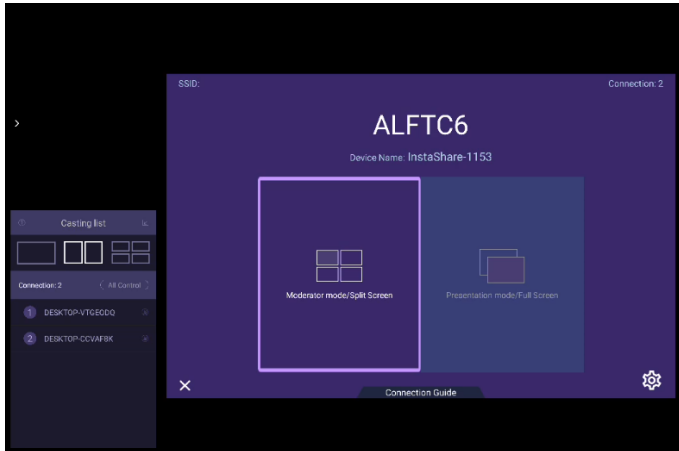 SSID:
Connection: 2
ALFTC6
Device Name: InstaShare-1153
Casting list
Connection: 2
All Control
1 DESKTOP-VTGEODQ
2 DESKTOP-CCVAF8K
Moderator mode/Split Screen
Presentation mode/Full Screen
Connection Guide